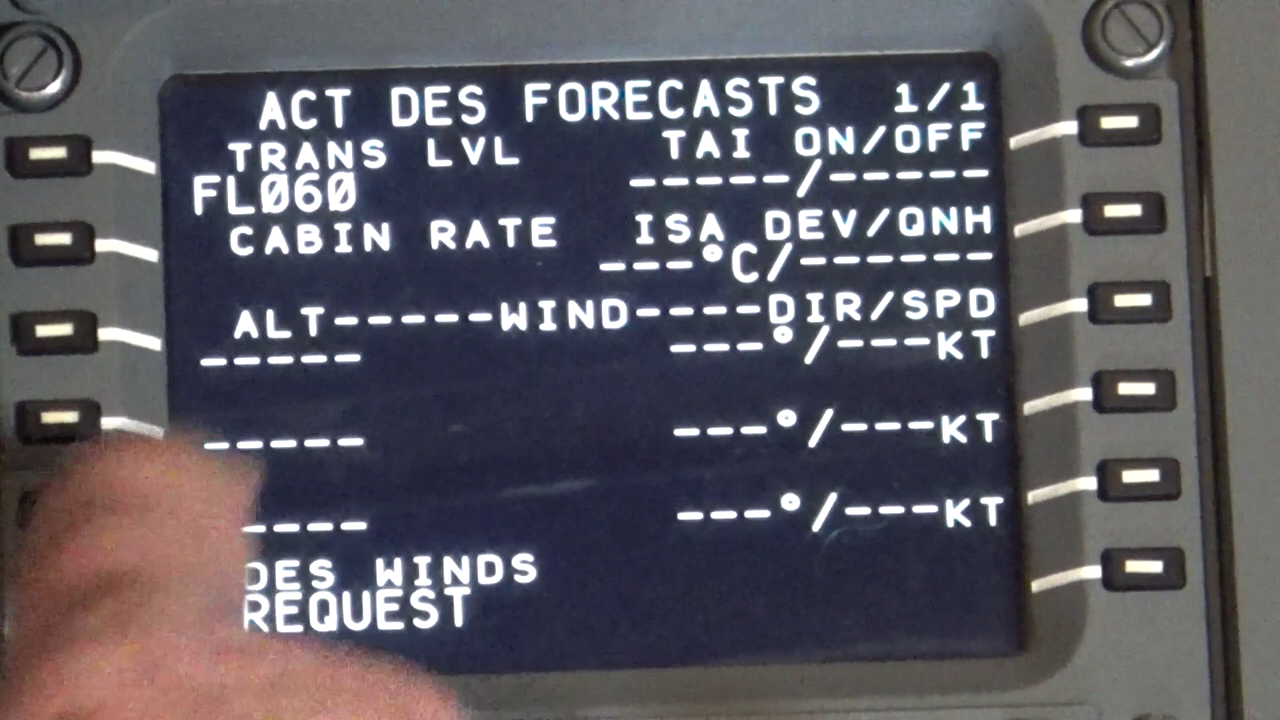 ACT DES FORECASTS 1/1
TRANS LVL TAI ON/OFF
FL060 -----/-----
CABIN RATE ISA DEV/QNH
---°C/------
ALT-----WIND----DIR/SPD
----- ---°/---KT
----- ---°/---KT
---- ---°/---KT
DES WINDS
REQUEST